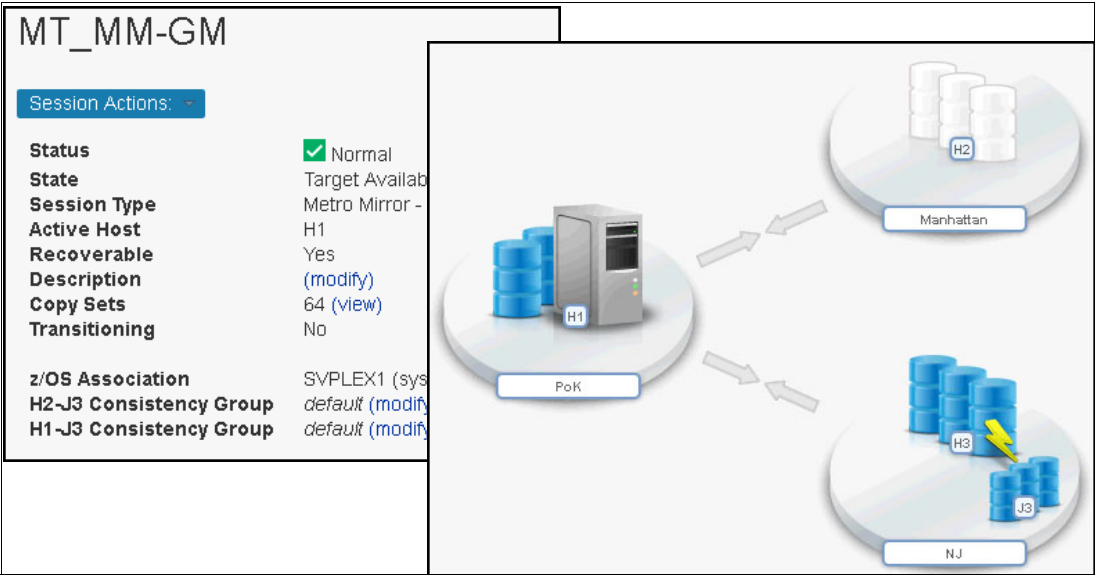 MT_MM-GM
Session Actions:
Status Normal
State Target Availab
Session Type Metro Mirror -
Active Host H1
Recoverable Yes
Description (modify)
Copy Sets 64 (view)
Transitioning No
z/OS Association SVPLEX1 (sys
H2-J3 Consistency Group default (modify
H1-J3 Consistency Group default (modify
H2
Manhattan
H1
PoK
H3
J3
NJ